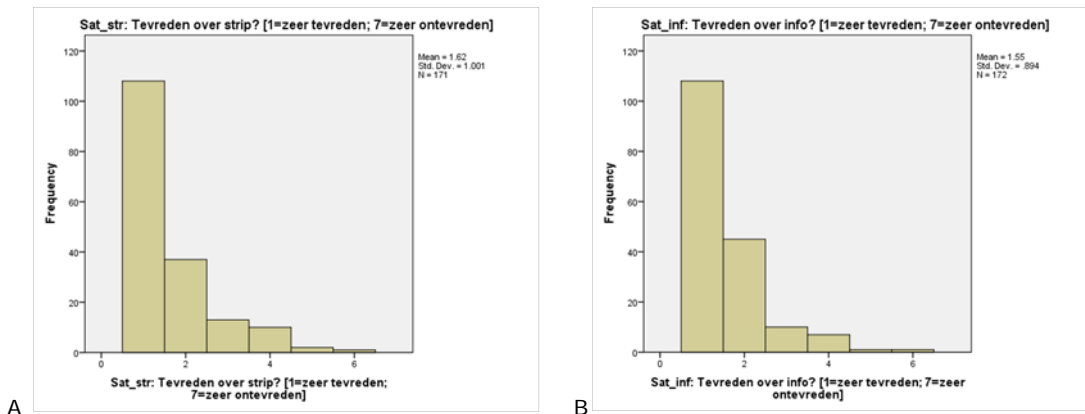 Sat_str: Tevreden over strip? [1=zeer tevreden; 7=zeer ontevreden]
Mean = 1.62
Std. Dev. = 1.001
N = 171
120
100
80
60
40
20
0
Frequency
0 2 4 6
Sat_str: Tevreden over strip? [1=zeer tevreden;
7=zeer ontevreden]
A
Sat_inf: Tevreden over info? [1=zeer tevreden; 7=zeer ontevreden]
Mean = 1.55
Std. Dev. = .894
N = 172
120
100
80
60
40
20
0
Frequency
0 2 4 6
Sat_inf: Tevreden over info? [1=zeer tevreden; 7=zeer
ontevreden]
B